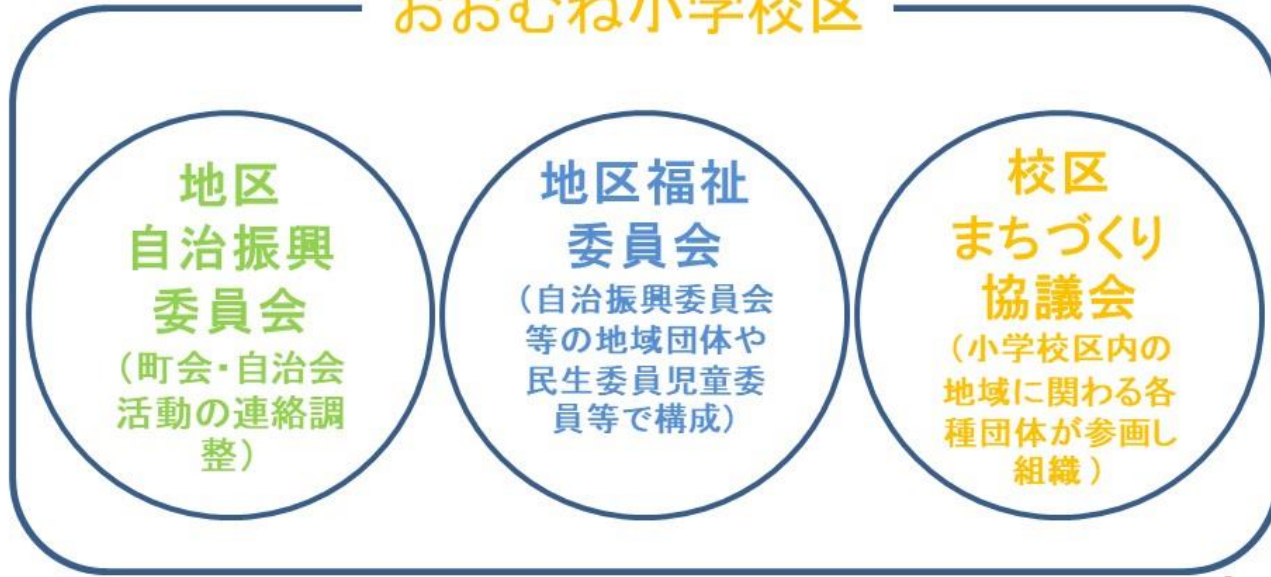 おおむね小学校区
地区
自治振興
委員会
（町会・自治会
活動の連絡調
整）
地区福祉
委員会
（自治振興委員会
等の地域団体や
民生委員児童委
員等で構成）
校区
まちづくり
協議会
（小学校区内の
地域に関わる各
種団体が参画し
組織）